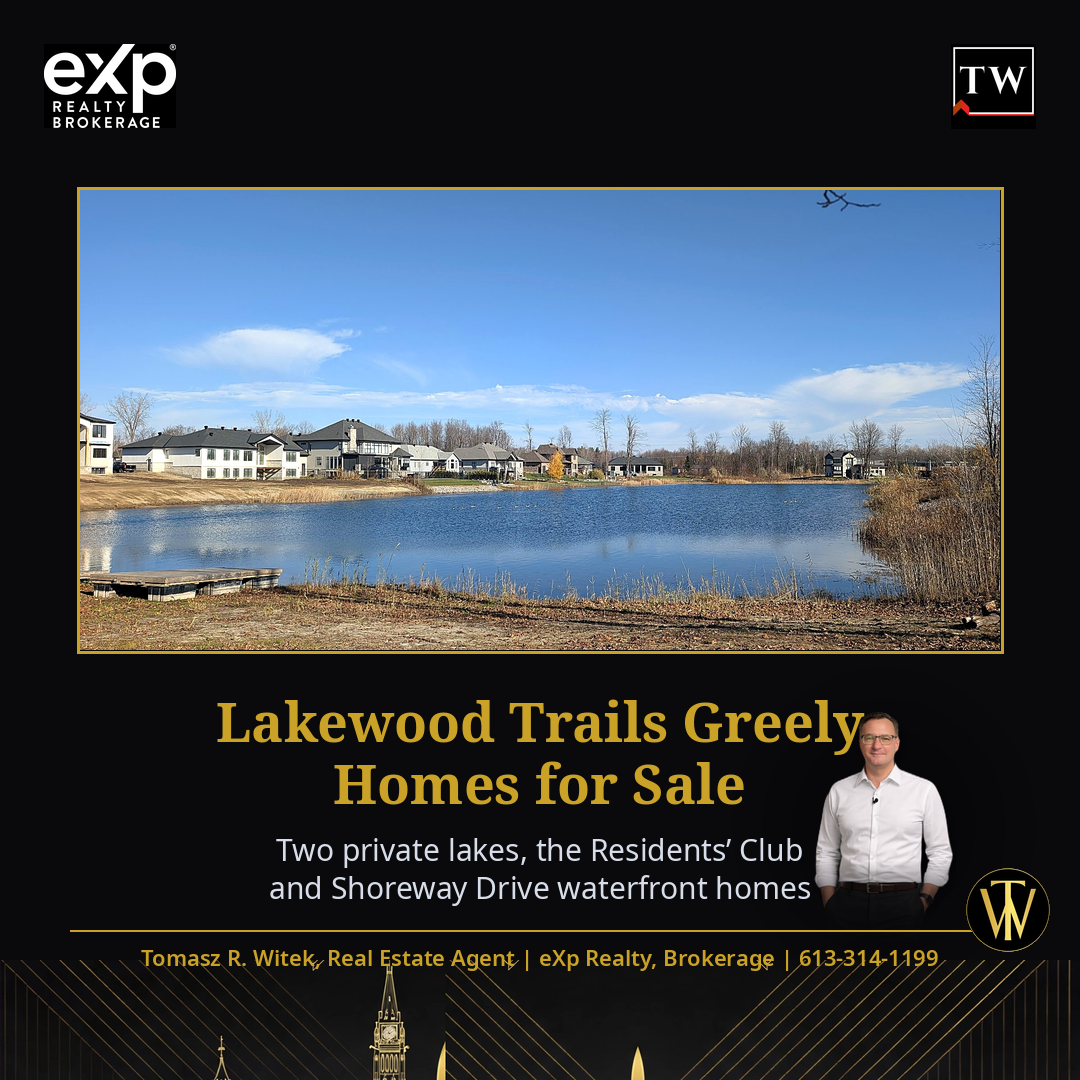 exp®
REALTY
BROKERAGE
TW
Lakewood Trails Greely
Homes for Sale
Two private lakes, the Residents’ Club
and Shoreway Drive waterfront homes
TW
Tomasz R. Witek, Real Estate Agent | eXp Realty, Brokerage | 613-314-1199